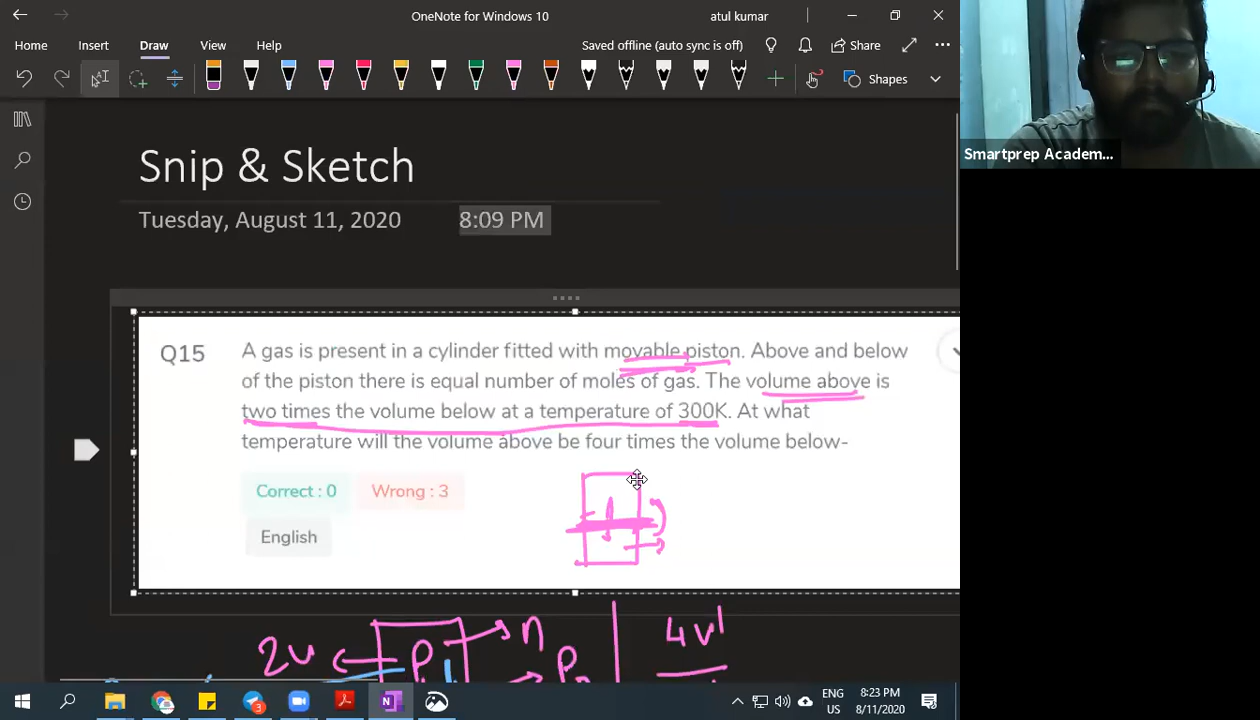 OneNote for Windows 10
atul kumar
Home
Insert
Draw
View
Help
Saved offline (auto sync is off)
Share
Shapes
Snip & Sketch
Tuesday, August 11, 2020 8:09 PM
Smartprep Academ...
Q15
A gas is present in a cylinder fitted with movable piston. Above and below
of the piston there is equal number of moles of gas. The volume above is
two times the volume below at a temperature of 300K. At what
temperature will the volume above be four times the volume below-
Correct : 0
Wrong : 3
English
2v
P1
n
4v'
ENG
US
8:23 PM
8/11/2020